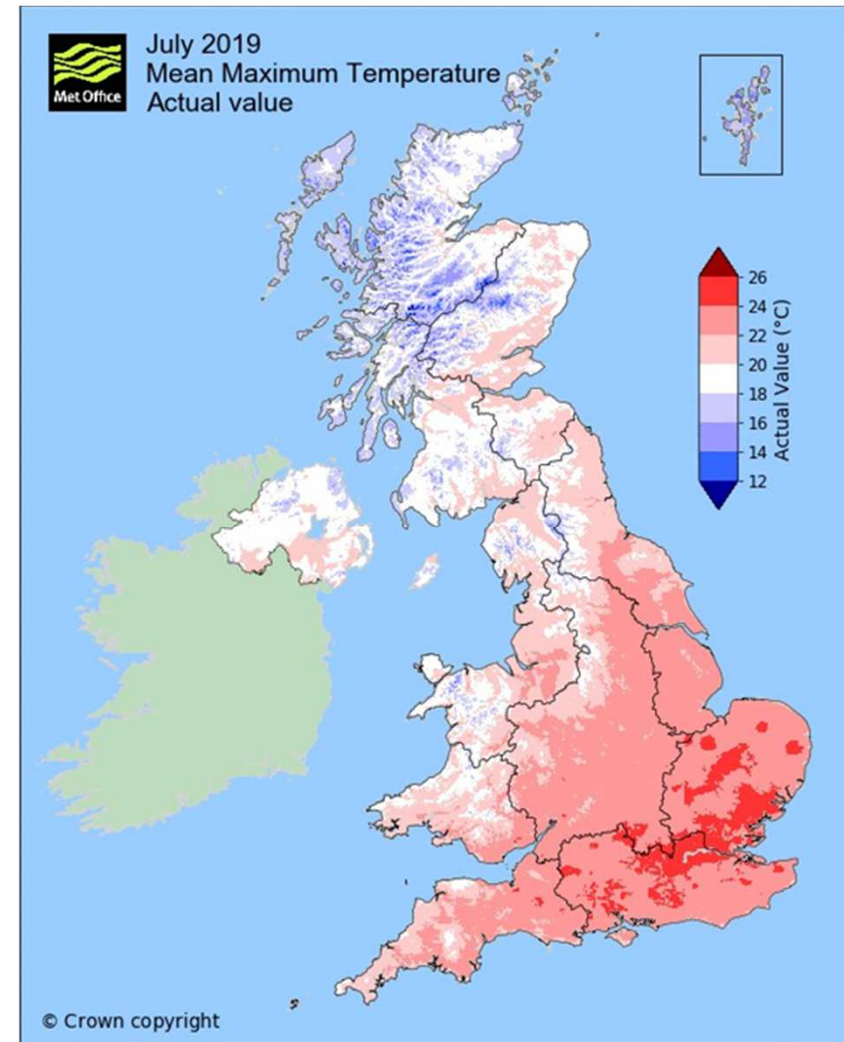 Met Office
July 2019
Mean Maximum Temperature
Actual value
26
24
22
20
18
16
14
12
Actual Value (°C)
© Crown copyright